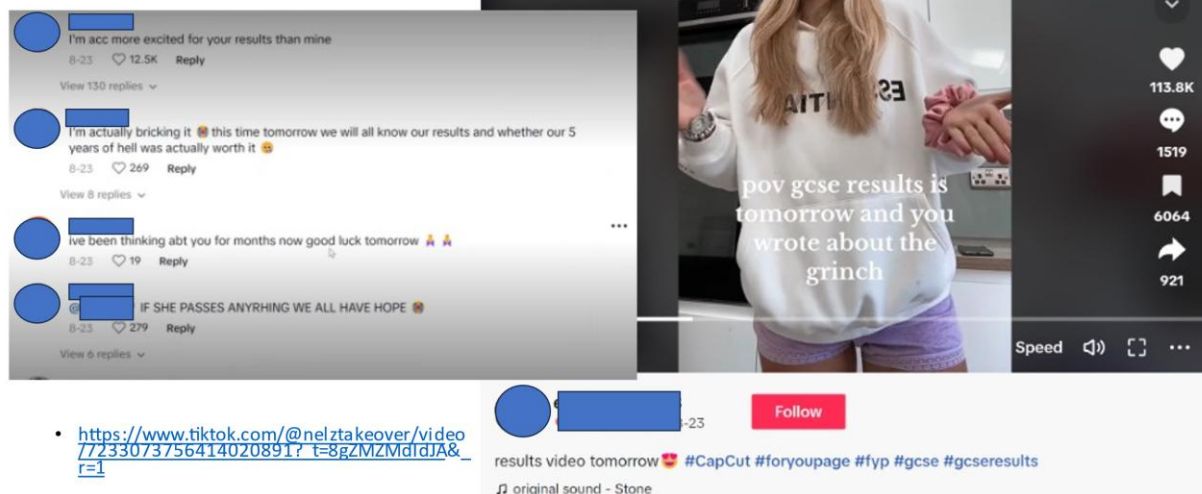 I'm acc more excited for your results than mine
8-23 12.5K Reply
View 130 replies
I'm actually bricking it 😭 this time tomorrow we will all know our results and whether our 5
years of hell was actually worth it 🥲
8-23 269 Reply
View 8 replies
ive been thinking abt you for months now good luck tomorrow 🙏 🙏
8-23 19 Reply
@ IF SHE PASSES ANYRHING WE ALL HAVE HOPE 😭
8-23 279 Reply
View 6 replies
• https://www.tiktok.com/@nelztakeover/video
/7233073756414020891?_t=8gZMZMdIdJA&_
r=1
ESSENTIA
pov gcse results is
tomorrow and you
wrote about the
grinch
113.8K
1519
6064
921
Speed
-23
Follow
results video tomorrow😍 #CapCut #foryoupage #fyp #gcse #gcseresults
♫ original sound - Stone